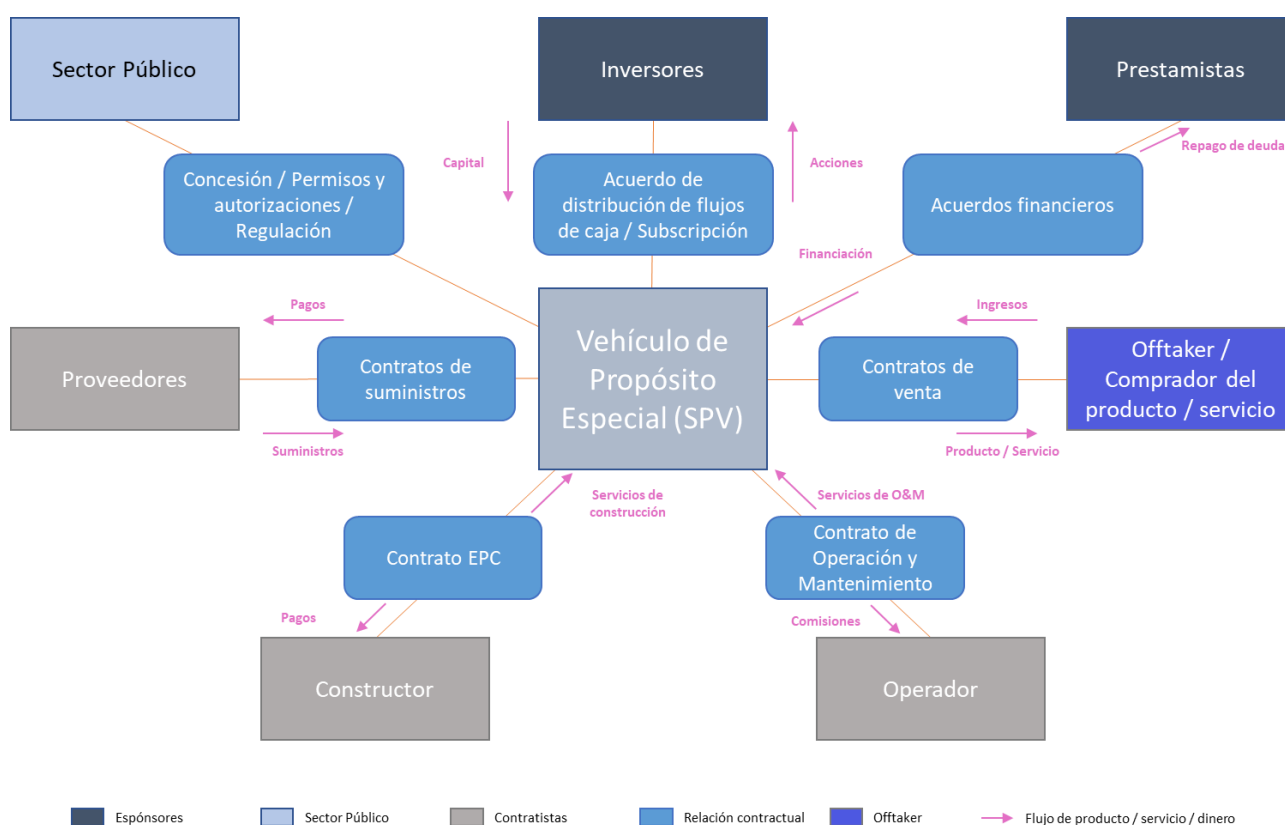 Sector Público
Inversores
Prestamistas
Capital
Acciones
Repago de deuda
Concesión / Permisos y
autorizaciones /
Regulación
Acuerdo de
distribución de flujos
de caja / Subscripción
Acuerdos financieros
Financiación
Pagos
Ingresos
Proveedores
Contratos de
suministros
Vehículo de
Propósito
Especial (SPV)
Contratos de
venta
Offtaker /
Comprador del
producto / servicio
Suministros
Producto / Servicio
Servicios de
construcción
Servicios de O&M
Contrato EPC
Contrato de
Operación y
Mantenimiento
Pagos
Comisiones
Constructor
Operador
Espónsores
Sector Público
Contratistas
Relación contractual
Offtaker
Flujo de producto / servicio / dinero